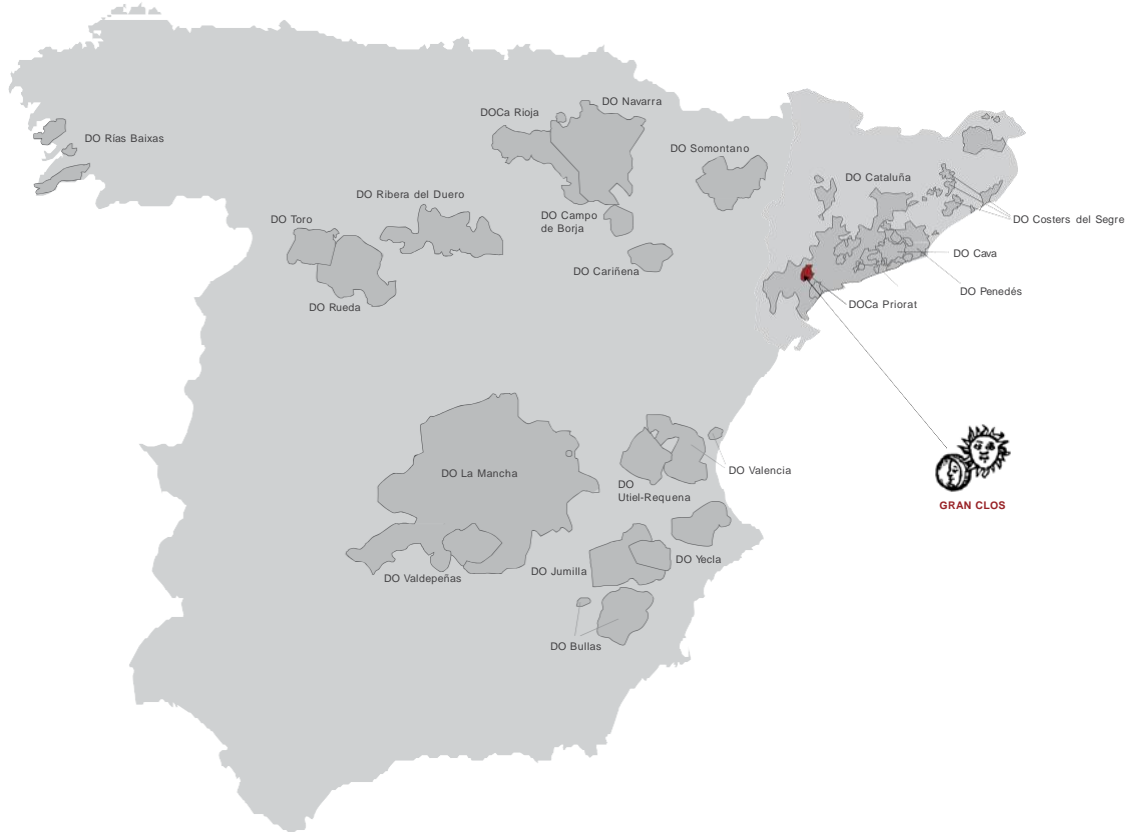 DO Navarra
DOCa Rioja
DO Rías Baixas
DO Somontano
DO Cataluña
DO Ribera del Duero
DO Toro
DO Campo
de Borja
DO Costers del Segre
DO Cava
DO Cariñena
DO Penedés
DOCa Priorat
DO Rueda
DO La Mancha
DO Valencia
DO
Utiel-Requena
GRAN CLOS
DO Yecla
DO Jumilla
DO Valdepeñas
DO Bullas